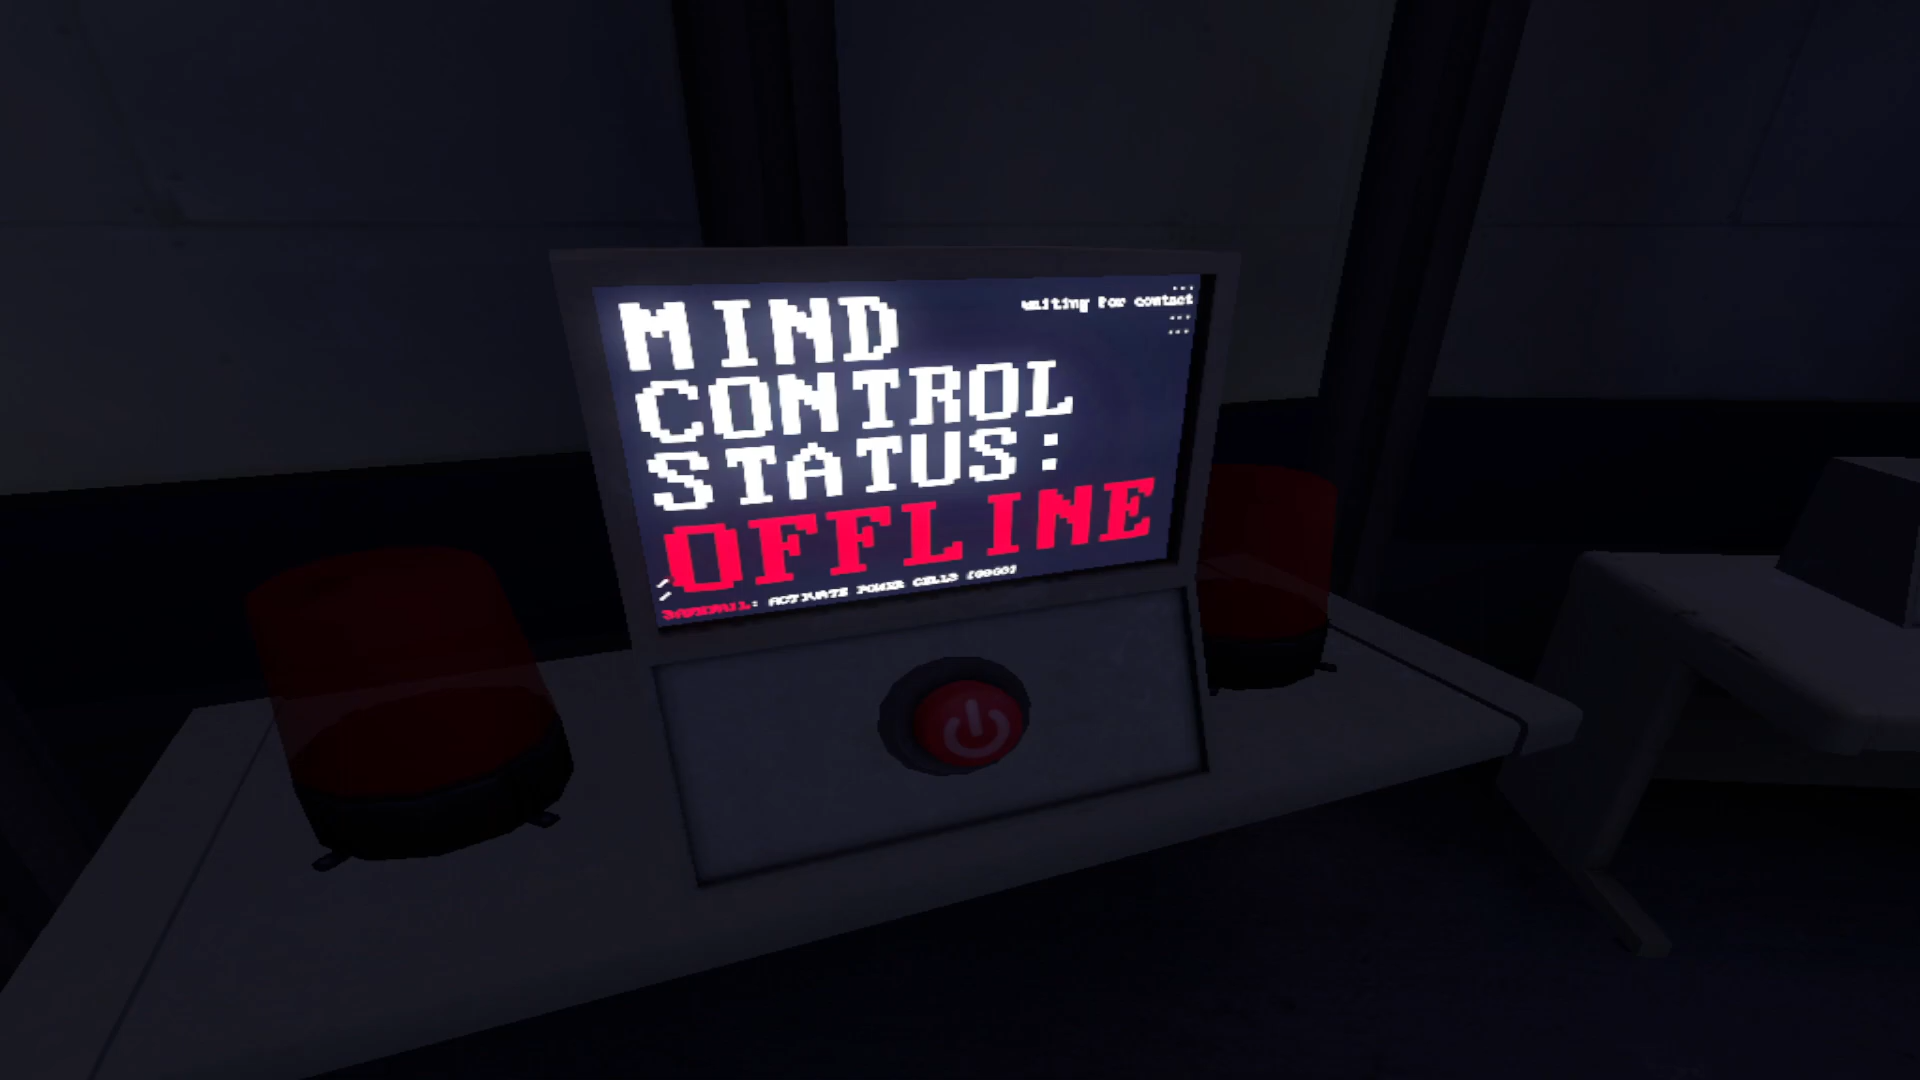 MIND
waiting for contact
CONTROL
STATUS:
OFFLINE
: ACTIVATE POWER CELLS